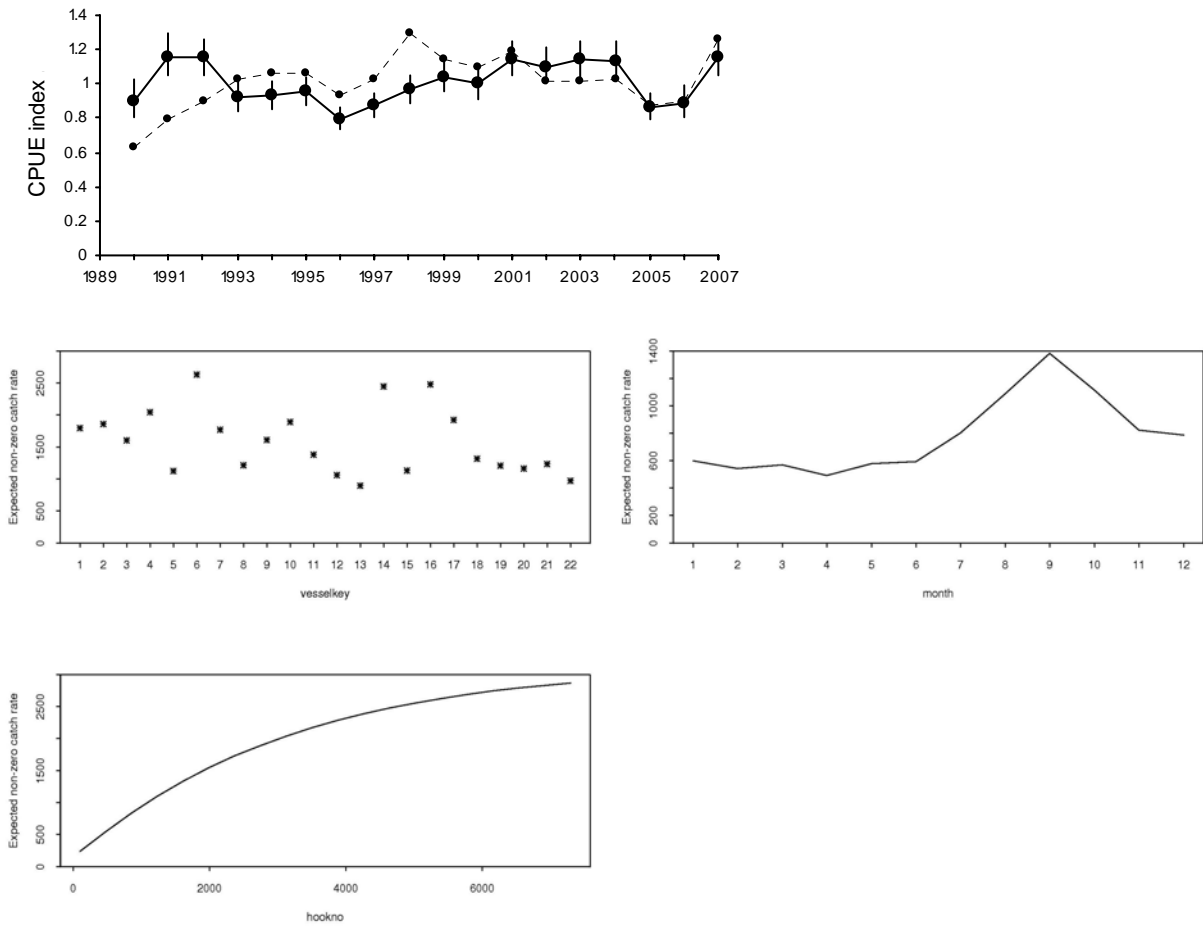 CPUE index
1.4
1.2
1
0.8
0.6
0.4
0.2
0
1989 1991 1993 1995 1997 1999 2001 2003 2005 2007
Expected non-zero catch rate
2500
1500
500
0
1 2 3 4 5 6 7 8 9 10 11 12 13 14 15 16 17 18 19 20 21 22
vesselkey
Expected non-zero catch rate
1400
1000
600
200
0
1 2 3 4 5 6 7 8 9 10 11 12
month
Expected non-zero catch rate
2500
1500
500
0
0 2000 4000 6000
hookno